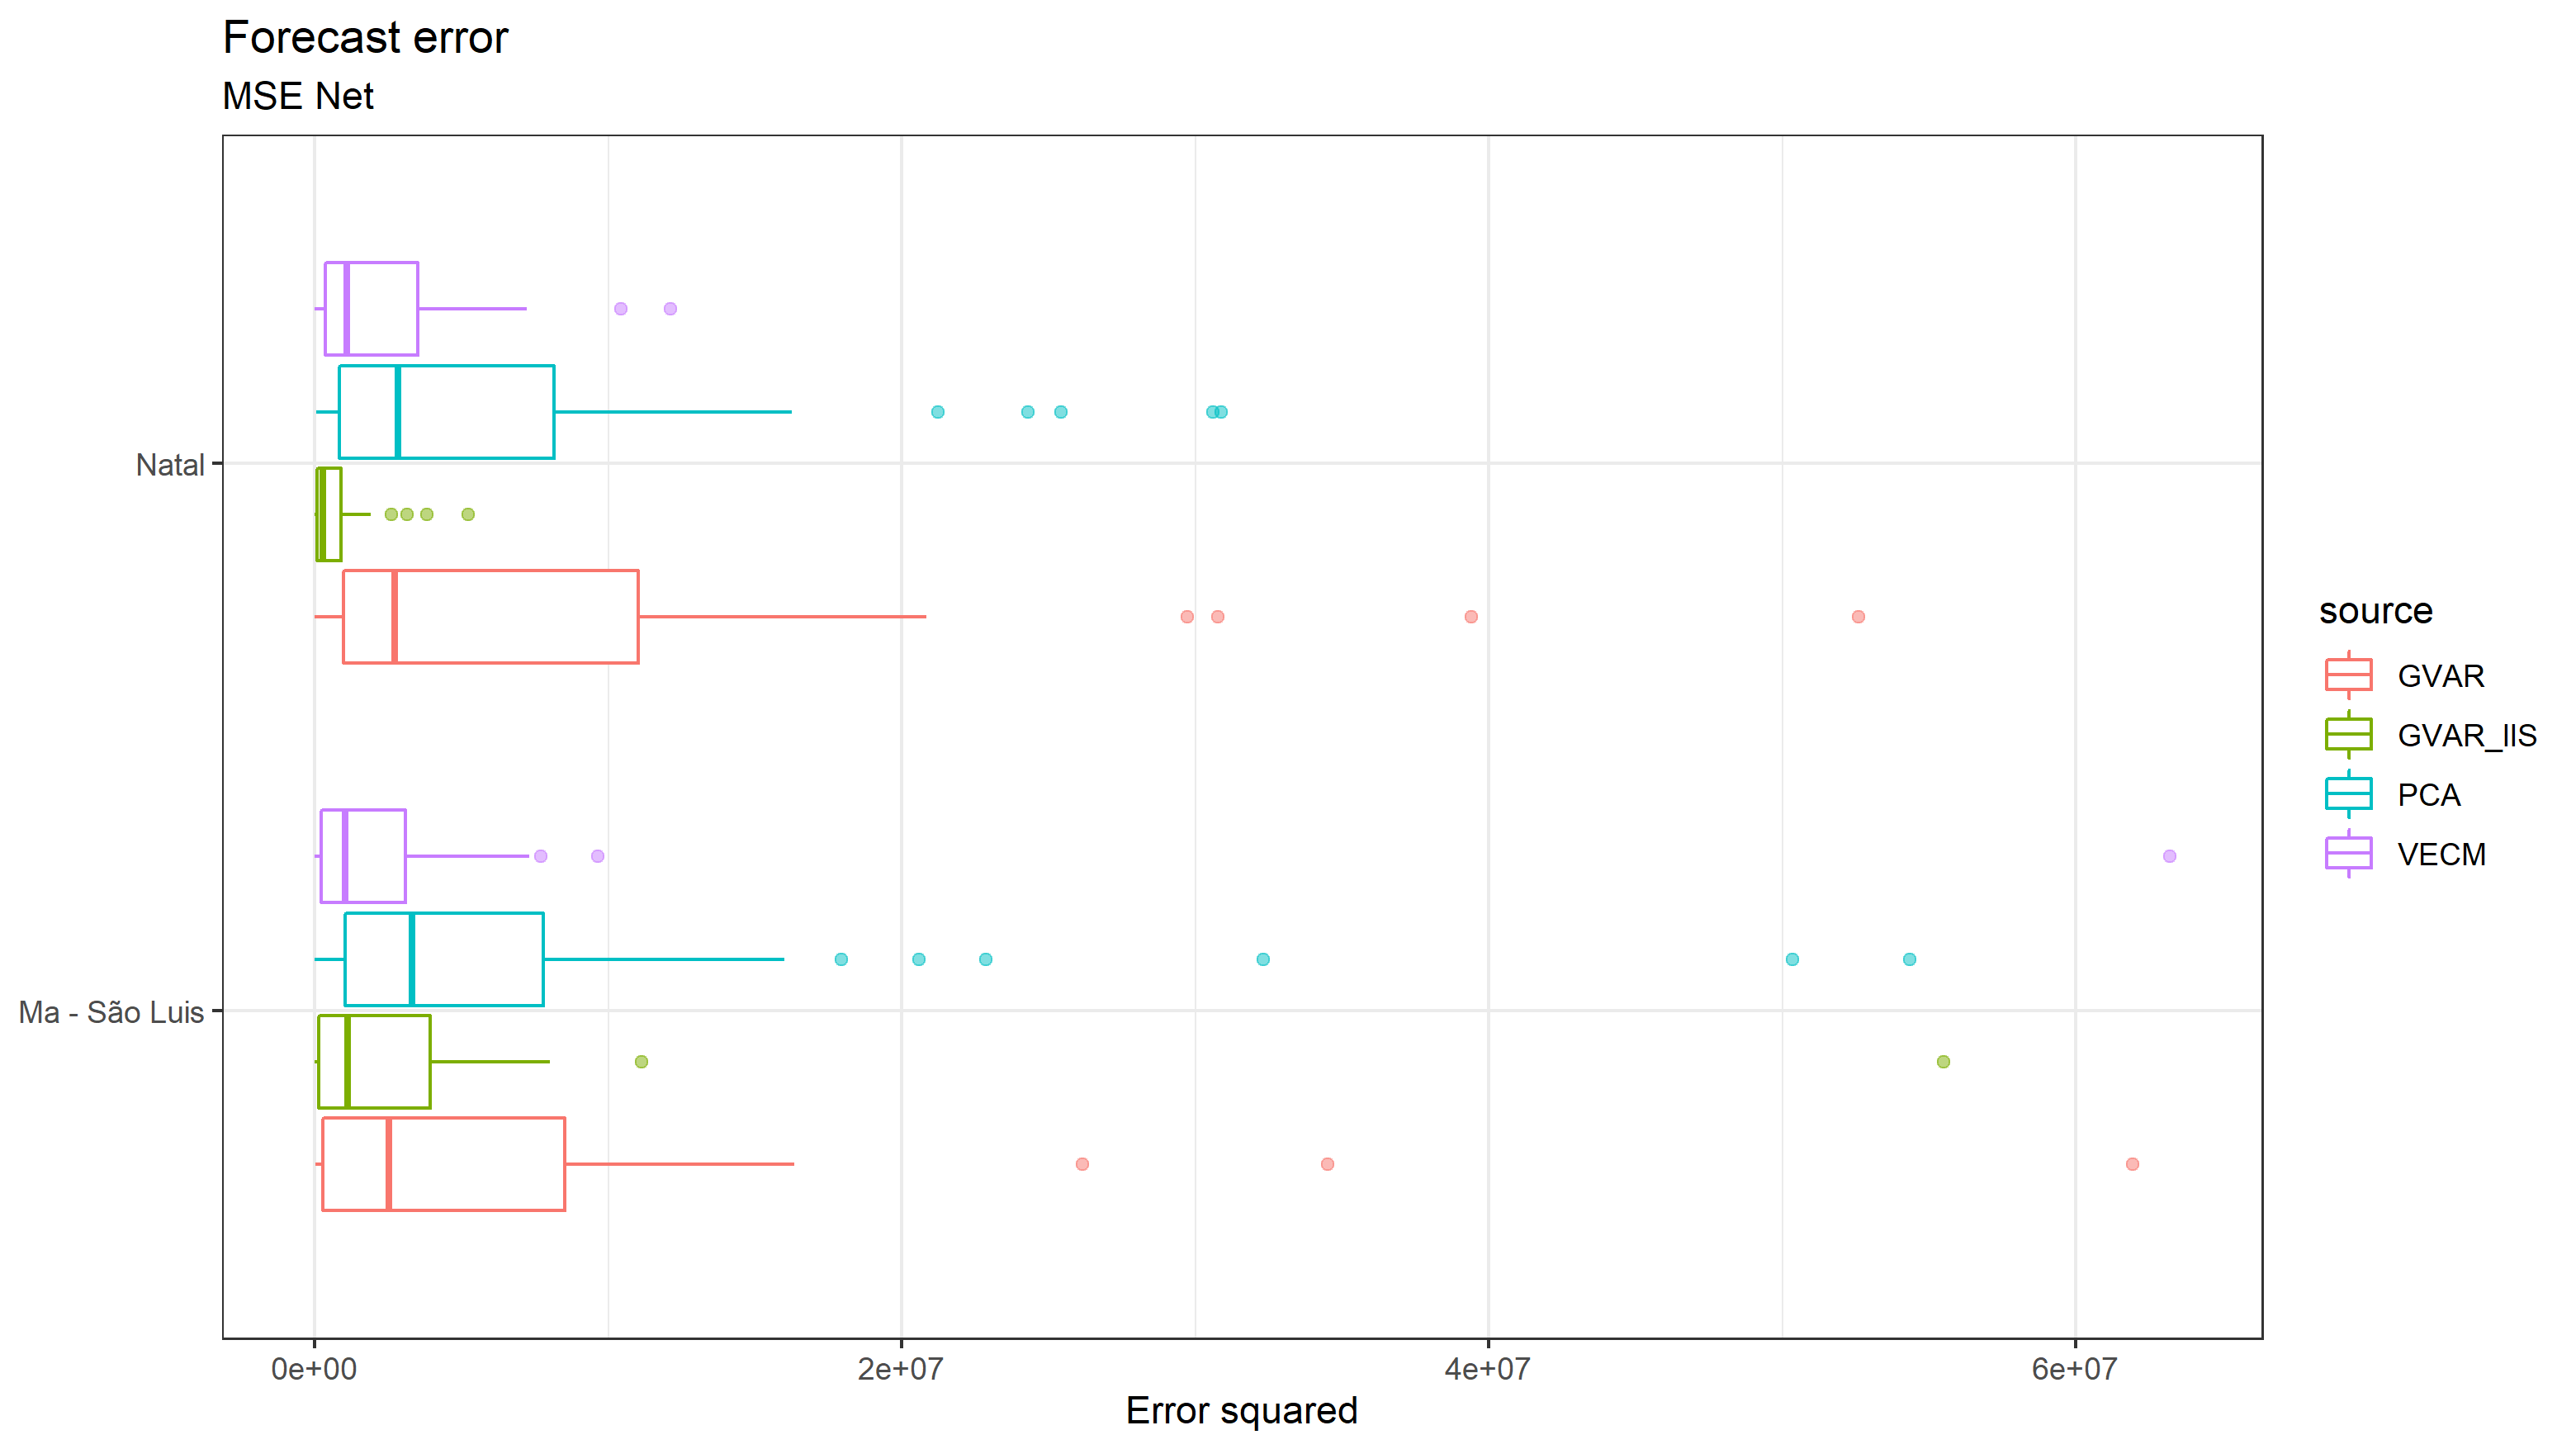 Forecast error
MSE Net
Natal
Ma - São Luis
0e+00
2e+07
4e+07
6e+07
Error squared
source
GVAR
GVAR_IIS
PCA
VECM